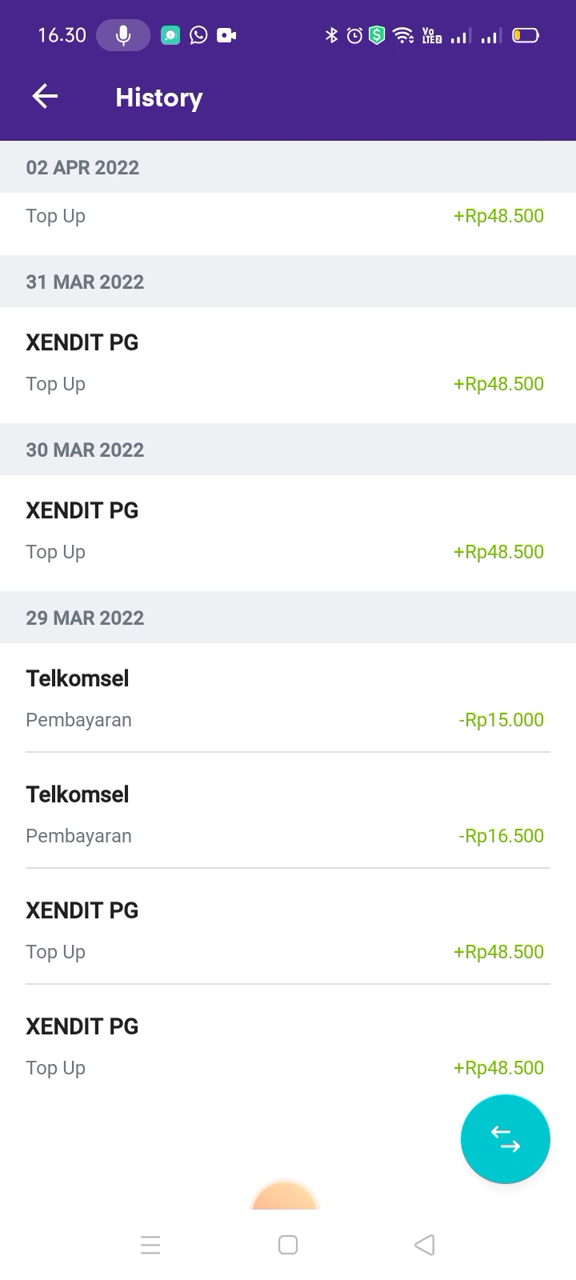 16.30
Vo
LTE2
History
02 APR 2022
Top Up +Rp48.500
31 MAR 2022
XENDIT PG
Top Up +Rp48.500
30 MAR 2022
XENDIT PG
Top Up +Rp48.500
29 MAR 2022
Telkomsel
Pembayaran -Rp15.000
Telkomsel
Pembayaran -Rp16.500
XENDIT PG
Top Up +Rp48.500
XENDIT PG
Top Up +Rp48.500